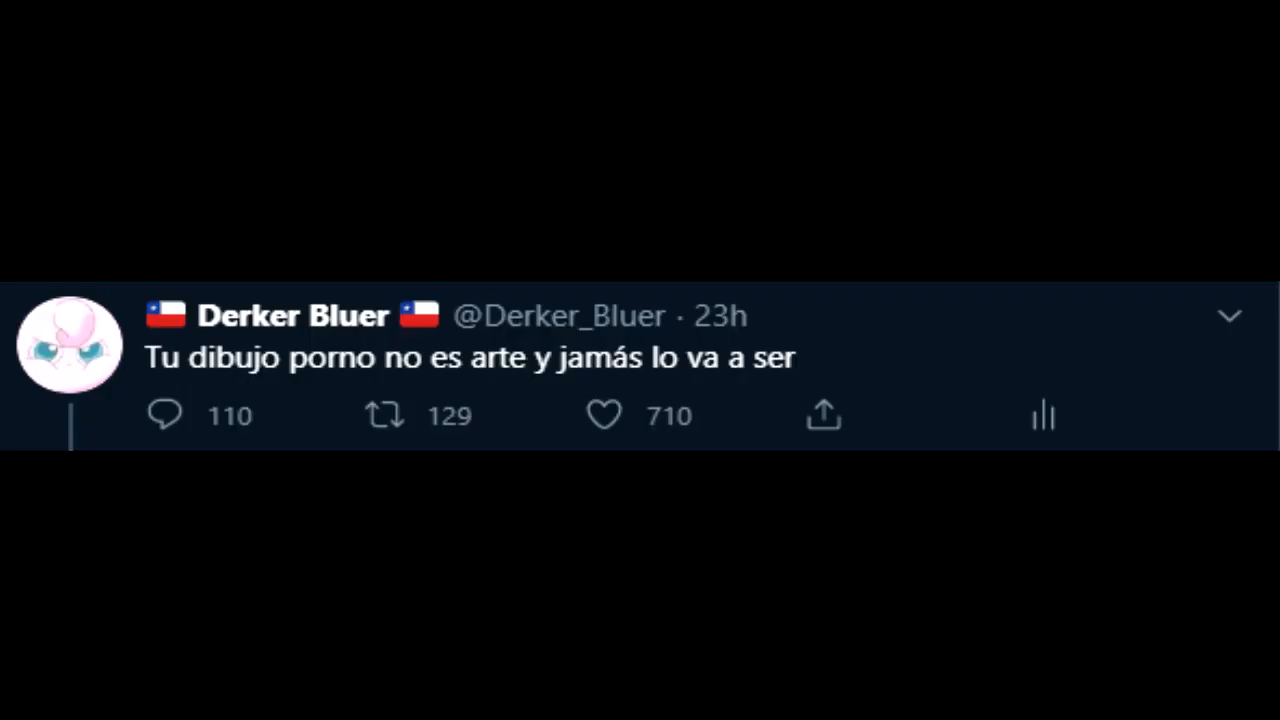 🇨🇱 Derker Bluer 🇨🇱 @Derker_Bluer · 23h
Tu dibujo porno no es arte y jamás lo va a ser
110 129 710